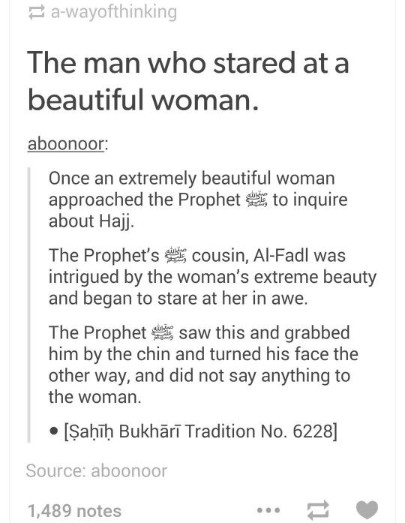 a-wayofthinking
The man who stared at a
beautiful woman.
aboonoor:
Once an extremely beautiful woman
approached the Prophet ﷺ to inquire
about Hajj.
The Prophet's ﷺ cousin, Al-Fadl was
intrigued by the woman's extreme beauty
and began to stare at her in awe.
The Prophet ﷺ saw this and grabbed
him by the chin and turned his face the
other way, and did not say anything to
the woman.
• [Ṣaḥīḥ Bukhārī Tradition No. 6228]
Source: aboonoor
1,489 notes